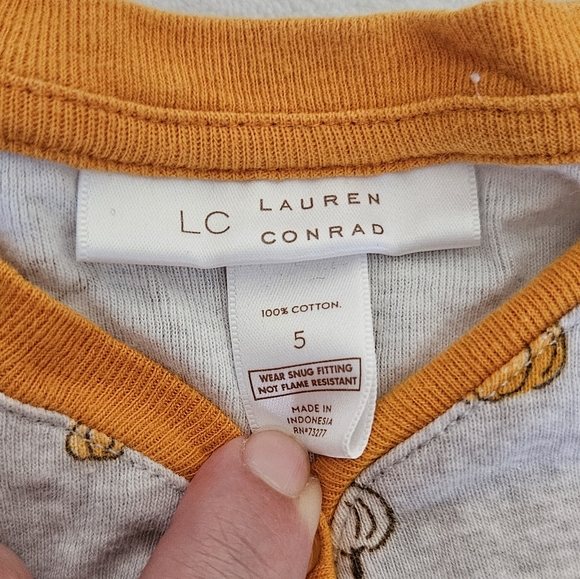 LC LAUREN
CONRAD
100% COTTON.
5
WEAR SNUG FITTING
NOT FLAME RESISTANT
MADE IN
INDONESIA
RN#73277